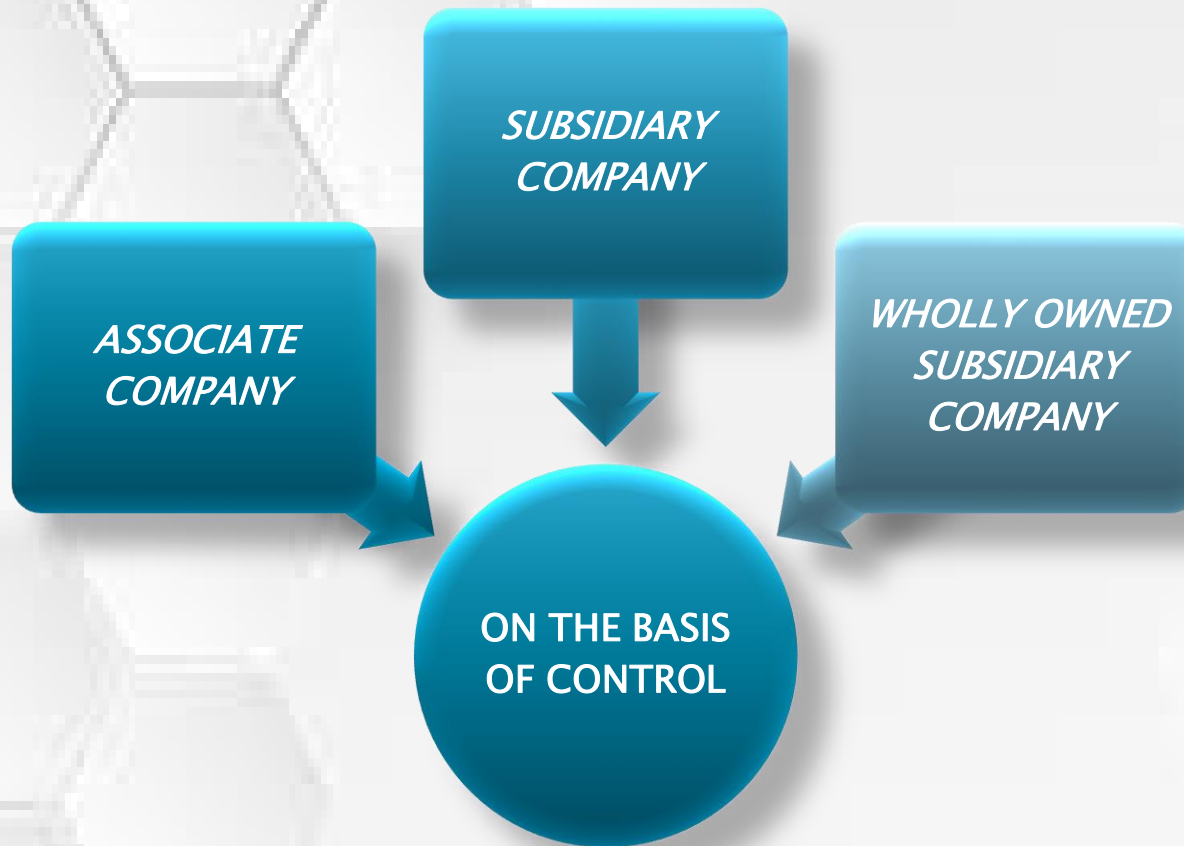 SUBSIDIARY
COMPANY
ASSOCIATE
COMPANY
WHOLLY OWNED
SUBSIDIARY
COMPANY
ON THE BASIS
OF CONTROL